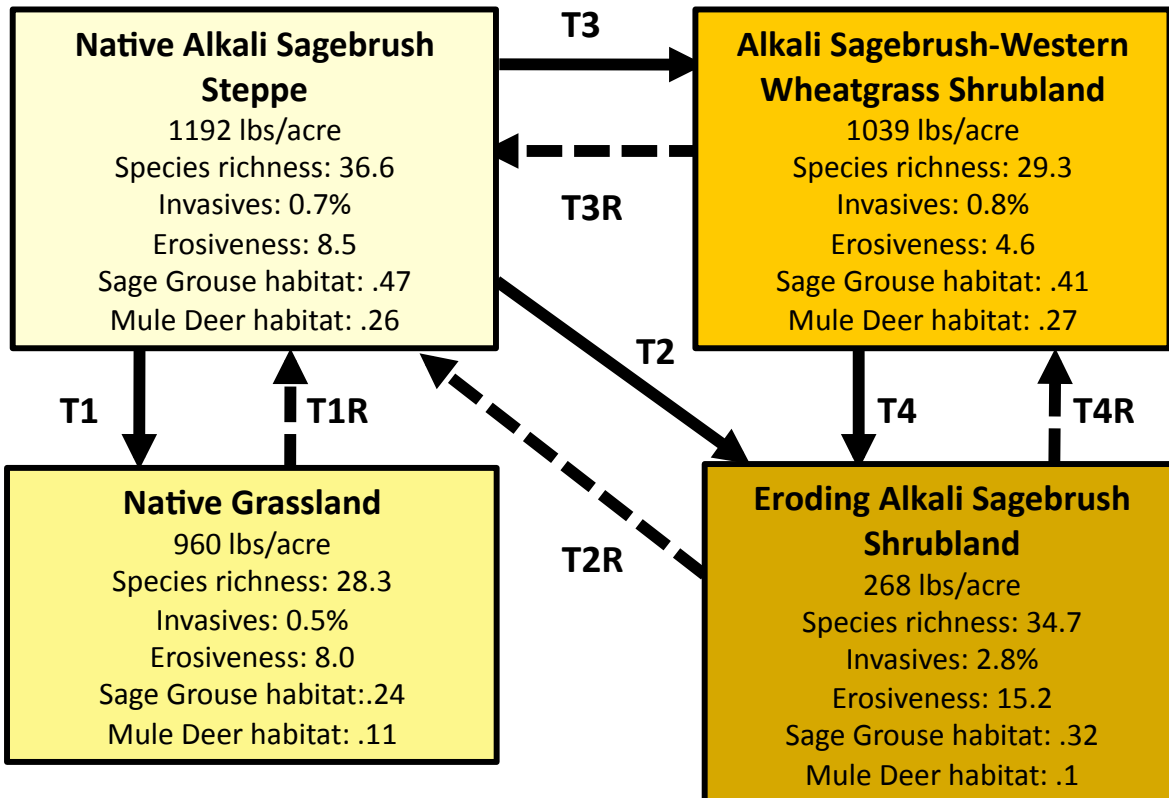 Native Alkali Sagebrush
Steppe
1192 lbs/acre
Species richness: 36.6
Invasives: 0.7%
Erosiveness: 8.5
Sage Grouse habitat: .47
Mule Deer habitat: .26
T3
T3R
Alkali Sagebrush-Western
Wheatgrass Shrubland
1039 lbs/acre
Species richness: 29.3
Invasives: 0.8%
Erosiveness: 4.6
Sage Grouse habitat: .41
Mule Deer habitat: .27
T1
T1R
T2
T2R
T4
T4R
Native Grassland
960 lbs/acre
Species richness: 28.3
Invasives: 0.5%
Erosiveness: 8.0
Sage Grouse habitat:.24
Mule Deer habitat: .11
Eroding Alkali Sagebrush
Shrubland
268 lbs/acre
Species richness: 34.7
Invasives: 2.8%
Erosiveness: 15.2
Sage Grouse habitat: .32
Mule Deer habitat: .1